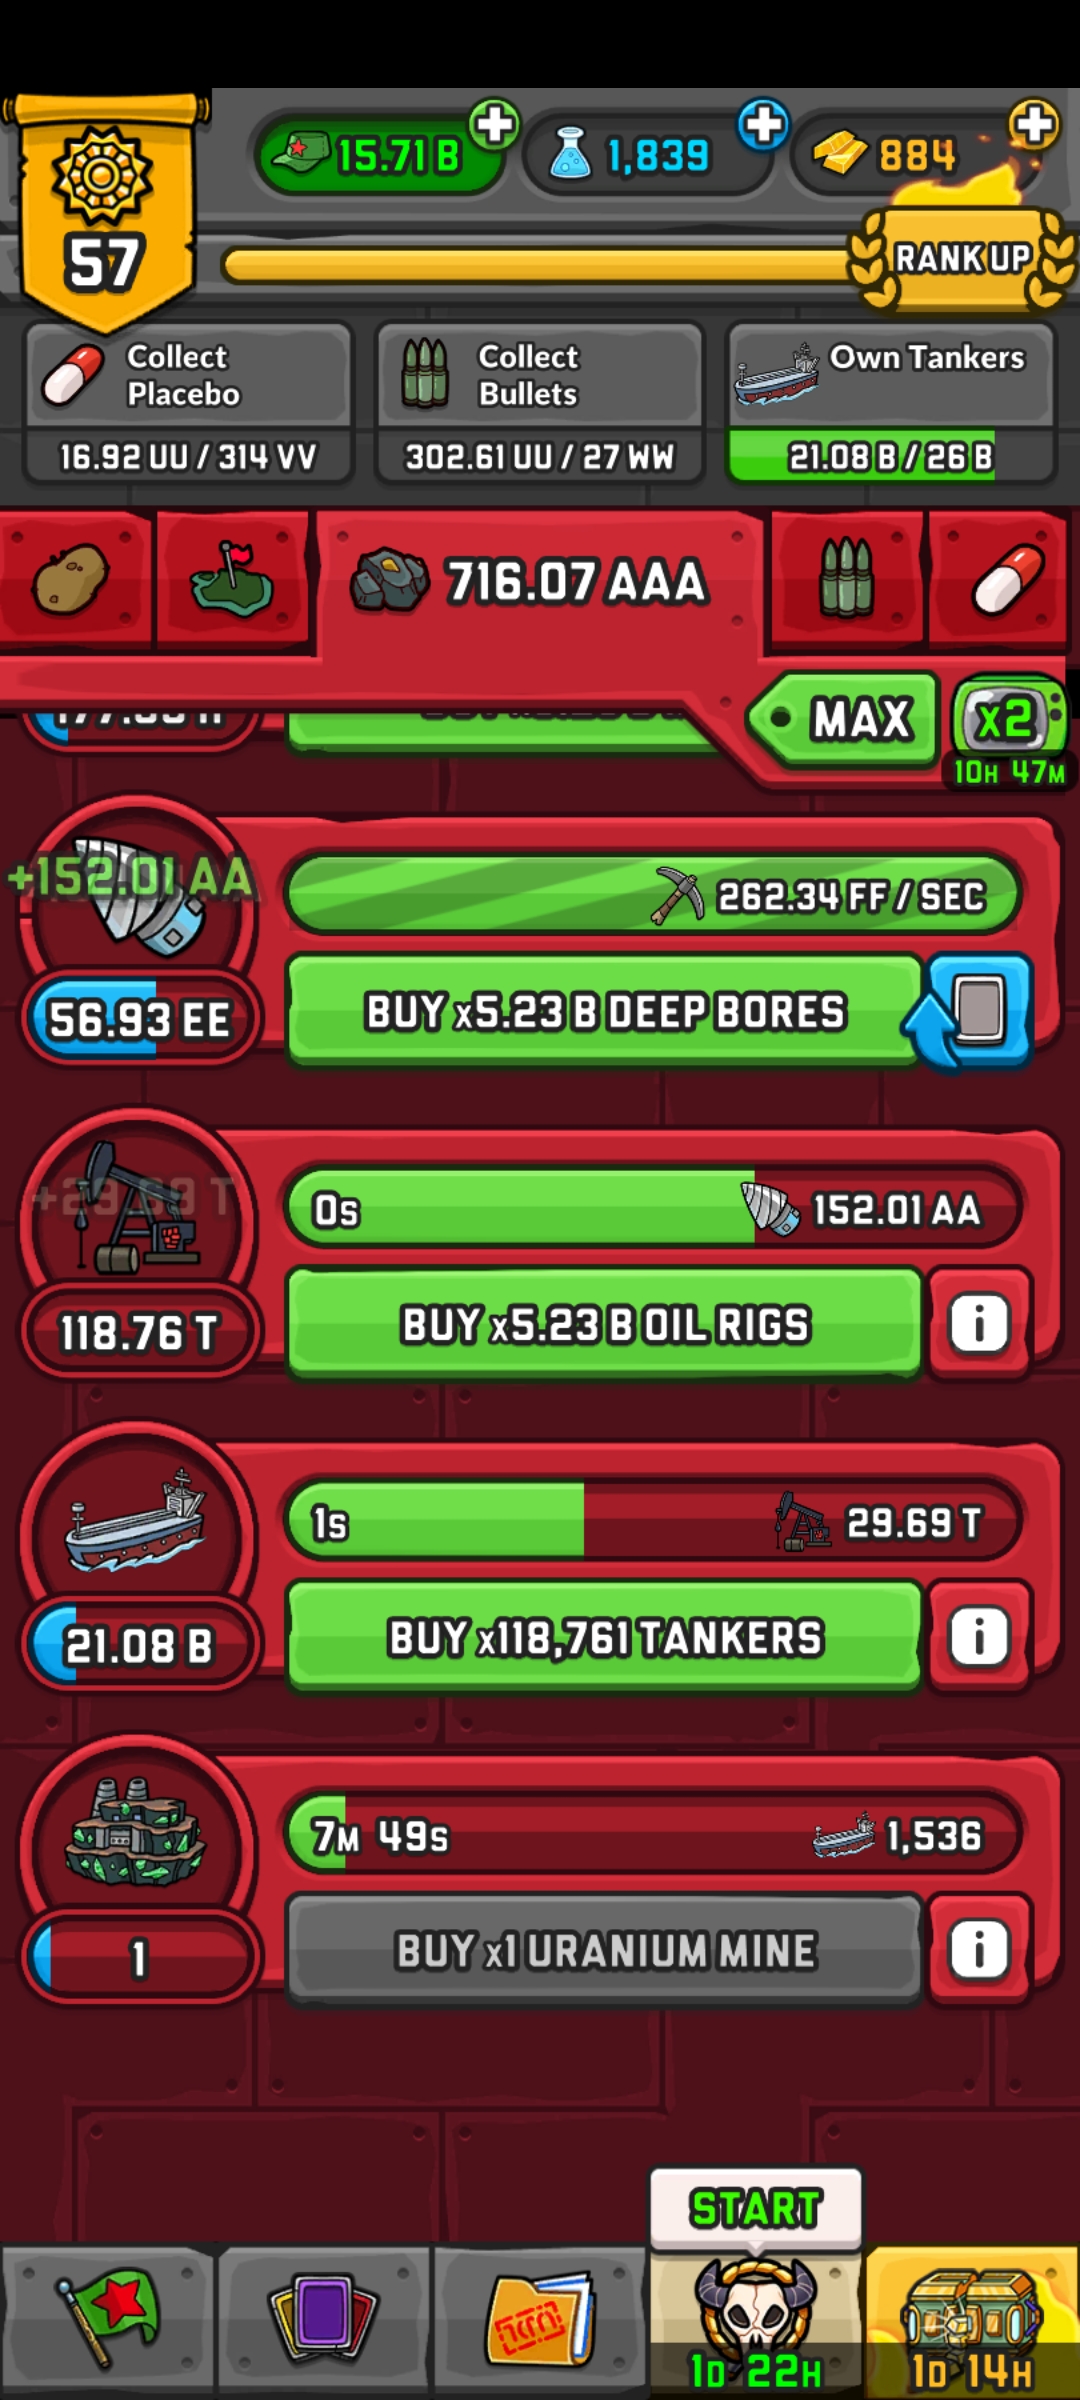 15.71 B
1,839
884
57
RANK UP
Collect
Placebo
16.92 UU / 314 VV
Collect
Bullets
302.61 UU / 27 WW
Own Tankers
21.08 B / 26 B
716.07 AAA
MAX
x2
10H 47M
+152.01 AA
262.34 FF / SEC
56.93 EE
BUY x5.23 B DEEP BORES
+29.69 T
0s
152.01 AA
118.76 T
BUY x5.23 B OIL RIGS
i
1s
29.69 T
21.08 B
BUY x118,761 TANKERS
i
7M 49s
1,536
1
BUY x1 URANIUM MINE
i
START
1D 22H
1D 14H